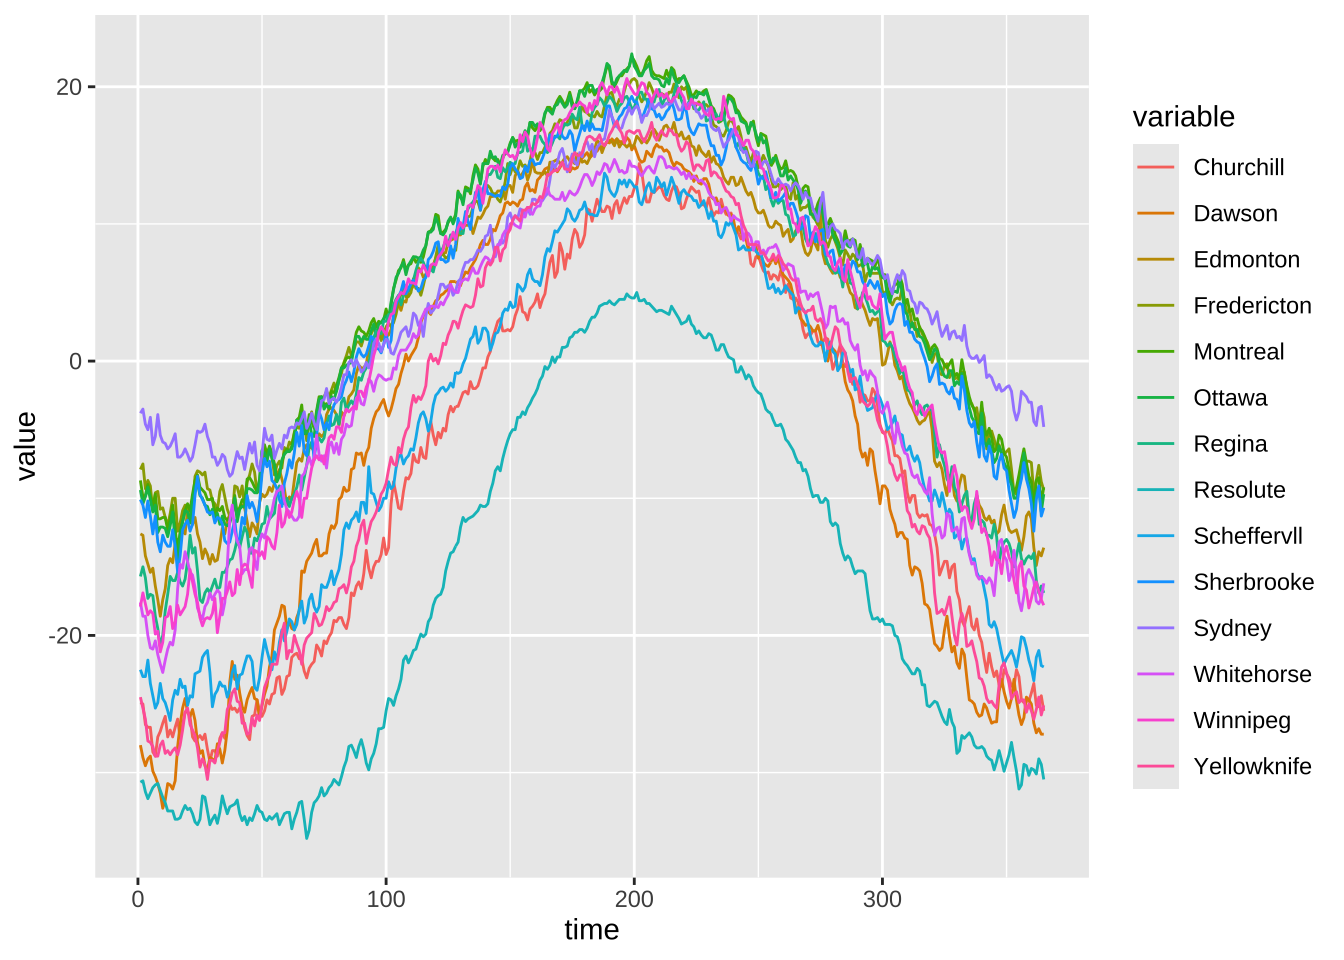 20
0
-20
value
0
100
200
300
time
variable
Churchill
Dawson
Edmonton
Fredericton
Montreal
Ottawa
Regina
Resolute
Scheffervll
Sherbrooke
Sydney
Whitehorse
Winnipeg
Yellowknife